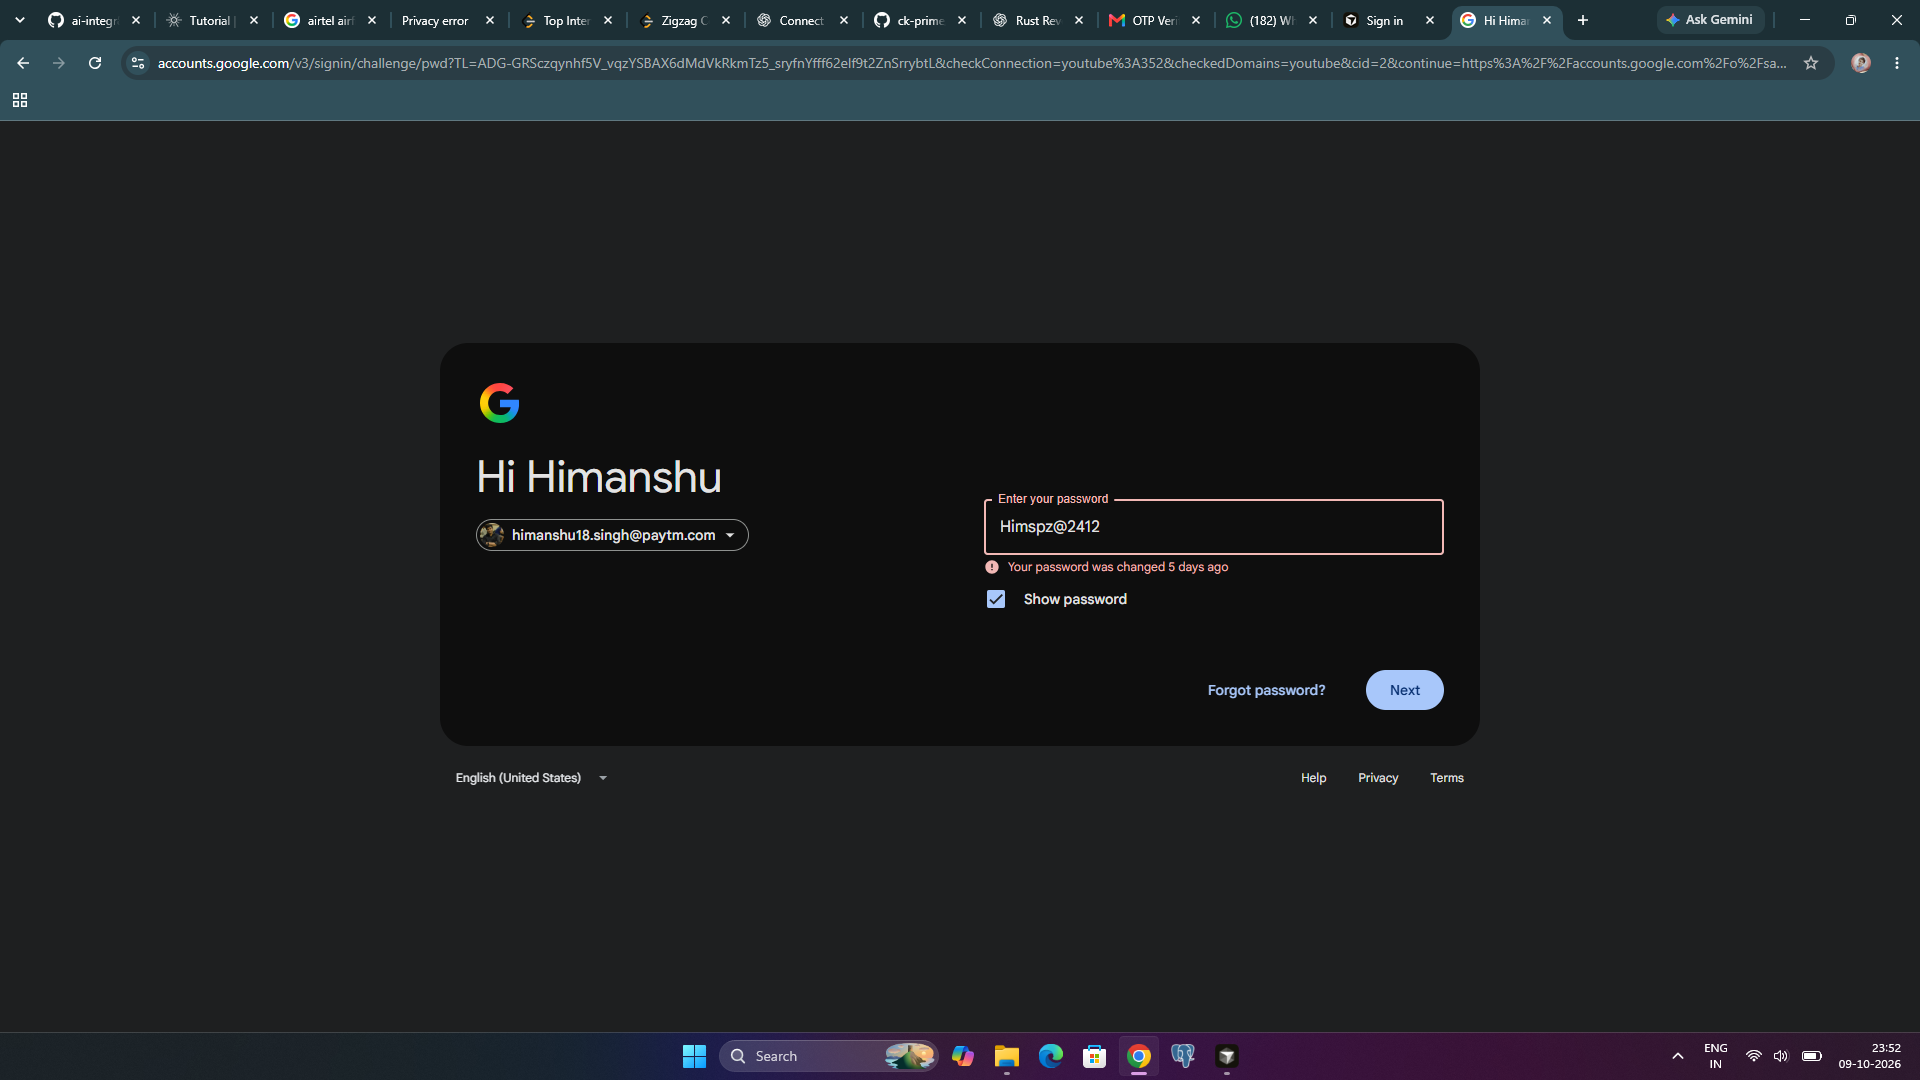 ai-integr
Tutorial
airtel airf
Privacy error
Top Inter
Zigzag C
Connect
ck-prime
Rust Rev
OTP Veri
(182) Wh
Sign in
Hi Himan
Ask Gemini
accounts.google.com/v3/signin/challenge/pwd?TL=ADG-GRSczqynhf5V_vqzYSBAX6dMdVkRkmTz5_sryfnYfff62elf9t2ZnSrrybtL&checkConnection=youtube%3A352&checkedDomains=youtube&cid=2&continue=https%3A%2F%2Faccounts.google.com%2Fo%2Fsa...
Hi Himanshu
himanshu18.singh@paytm.com
Enter your password
Himspz@2412
Your password was changed 5 days ago
Show password
Forgot password?
Next
English (United States)
Help
Privacy
Terms
Search
ENG
IN
23:52
09-10-2026